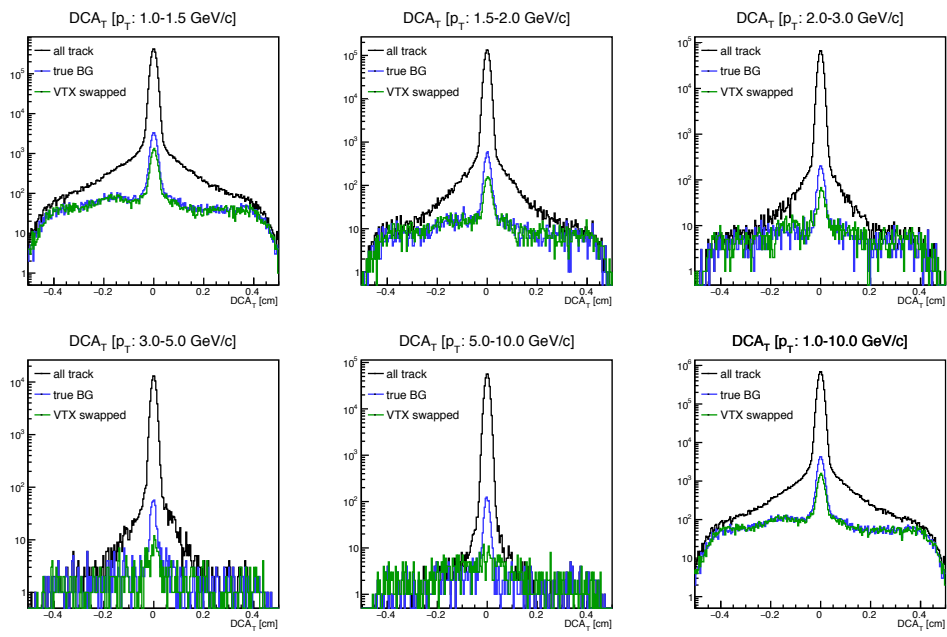 DCA_T [p_T: 1.0-1.5 GeV/c]
all track
true BG
VTX swapped
10^5
10^4
10^3
10^2
10
1
−0.4 −0.2 0 0.2 0.4
DCA_T [cm]
DCA_T [p_T: 1.5-2.0 GeV/c]
all track
true BG
VTX swapped
10^5
10^4
10^3
10^2
10
1
−0.4 −0.2 0 0.2 0.4
DCA_T [cm]
DCA_T [p_T: 2.0-3.0 GeV/c]
all track
true BG
VTX swapped
10^5
10^4
10^3
10^2
10
1
−0.4 −0.2 0 0.2 0.4
DCA_T [cm]
DCA_T [p_T: 3.0-5.0 GeV/c]
all track
true BG
VTX swapped
10^4
10^3
10^2
10
1
−0.4 −0.2 0 0.2 0.4
DCA_T [cm]
DCA_T [p_T: 5.0-10.0 GeV/c]
all track
true BG
VTX swapped
10^5
10^4
10^3
10^2
10
1
−0.4 −0.2 0 0.2 0.4
DCA_T [cm]
DCA_T [p_T: 1.0-10.0 GeV/c]
all track
true BG
VTX swapped
10^6
10^5
10^4
10^3
10^2
10
1
−0.4 −0.2 0 0.2 0.4
DCA_T [cm]